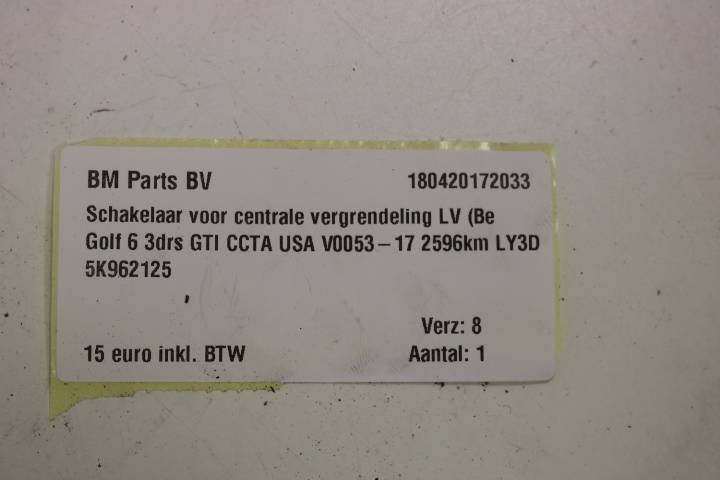 BM Parts BV 180420172033
Schakelaar voor centrale vergrendeling LV (Be
Golf 6 3drs GTI CCTA USA V0053-17 2596km LY3D
5K962125
Verz: 8
15 euro inkl. BTW Aantal: 1